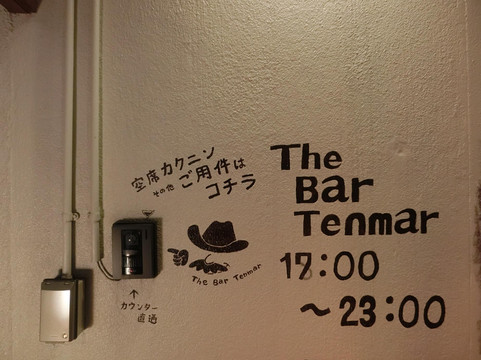 空席カクニン
その他 ご用件は
コチラ
The
Bar
Tenmar
The Bar Tenmar
17:00
～23:00
↑
カウンター
直通